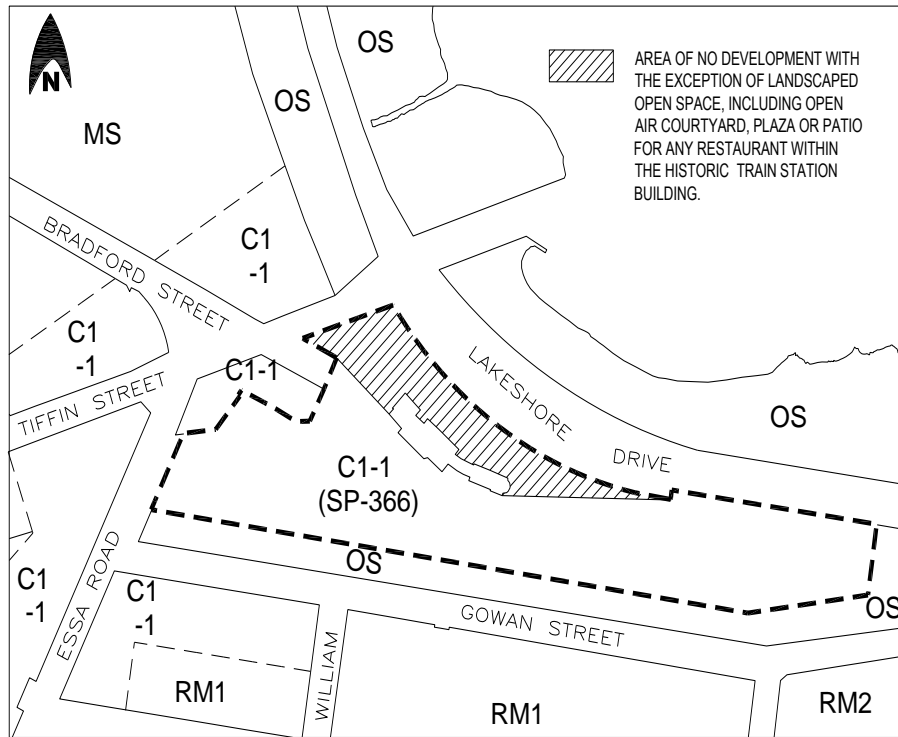 N
MS
OS
OS
AREA OF NO DEVELOPMENT WITH
THE EXCEPTION OF LANDSCAPED
OPEN SPACE, INCLUDING OPEN
AIR COURTYARD, PLAZA OR PATIO
FOR ANY RESTAURANT WITHIN
THE HISTORIC TRAIN STATION
BUILDING.
BRADFORD STREET
C1
-1
C1
-1
TIFFIN STREET
C1-1
LAKESHORE
DRIVE
OS
C1-1
(SP-366)
OS
OS
C1
-1
ESSA ROAD
C1
-1
GOWAN STREET
RM1
WILLIAM
RM1
RM2